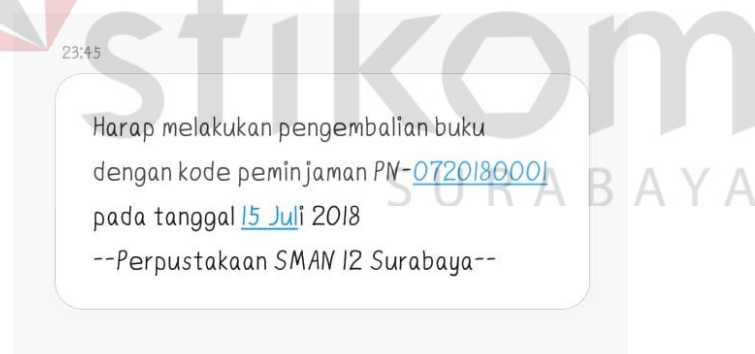 stikom
SURABAYA
23:45
Harap melakukan pengembalian buku
dengan kode peminjaman PN-0720180001
pada tanggal 15 Juli 2018
--Perpustakaan SMAN 12 Surabaya--